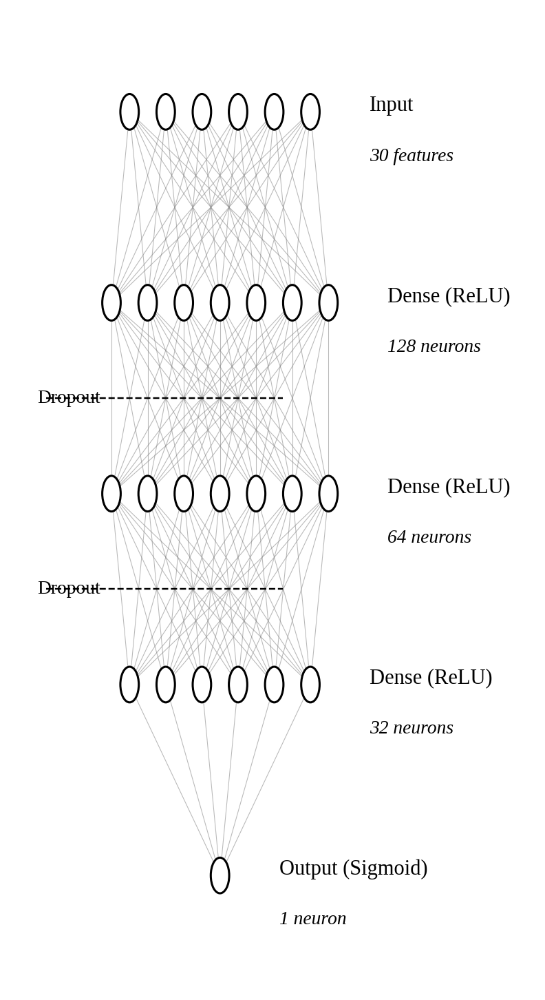 Input
30 features
Dense (ReLU)
128 neurons
Dropout
Dense (ReLU)
64 neurons
Dropout
Dense (ReLU)
32 neurons
Output (Sigmoid)
1 neuron